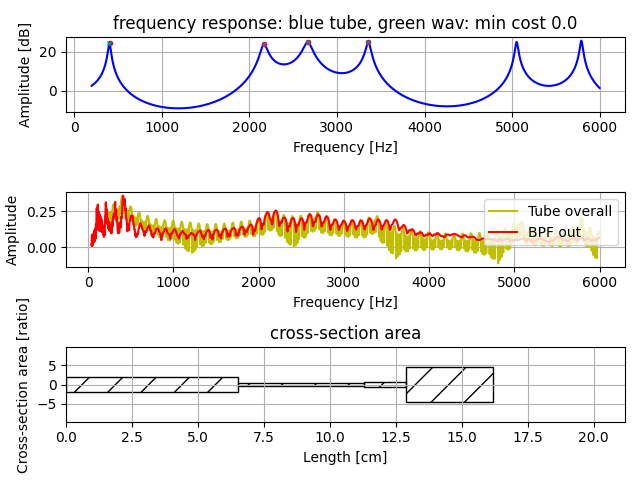 frequency response: blue tube, green wav: min cost 0.0
Amplitude [dB]
20
0
0 1000 2000 3000 4000 5000 6000
Frequency [Hz]
Amplitude
0.25
0.00
Tube overall
BPF out
0 1000 2000 3000 4000 5000 6000
Frequency [Hz]
cross-section area
Cross-section area [ratio]
5
0
−5
0.0 2.5 5.0 7.5 10.0 12.5 15.0 17.5 20.0
Length [cm]